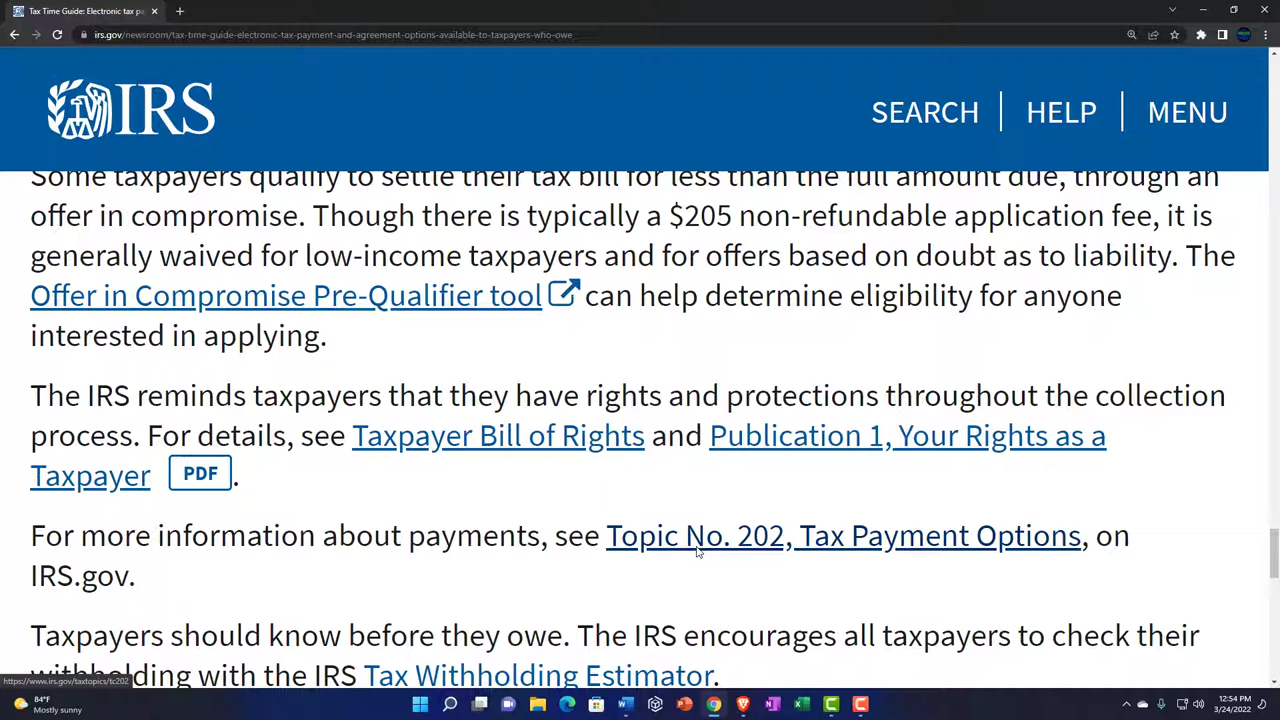 Tax Time Guide: Electronic tax pa
irs.gov/newsroom/tax-time-guide-electronic-tax-payment-and-agreement-options-available-to-taxpayers-who-owe
IRS
SEARCH
HELP
MENU
Some taxpayers qualify to settle their tax bill for less than the full amount due, through an
offer in compromise. Though there is typically a $205 non-refundable application fee, it is
generally waived for low-income taxpayers and for offers based on doubt as to liability. The
Offer in Compromise Pre-Qualifier tool can help determine eligibility for anyone
interested in applying.
The IRS reminds taxpayers that they have rights and protections throughout the collection
process. For details, see Taxpayer Bill of Rights and Publication 1, Your Rights as a
Taxpayer PDF .
For more information about payments, see Topic No. 202, Tax Payment Options, on
IRS.gov.
Taxpayers should know before they owe. The IRS encourages all taxpayers to check their
withholding with the IRS Tax Withholding Estimator.
https://www.irs.gov/taxtopics/tc202
84°F
Mostly sunny
12:54 PM
3/24/2022